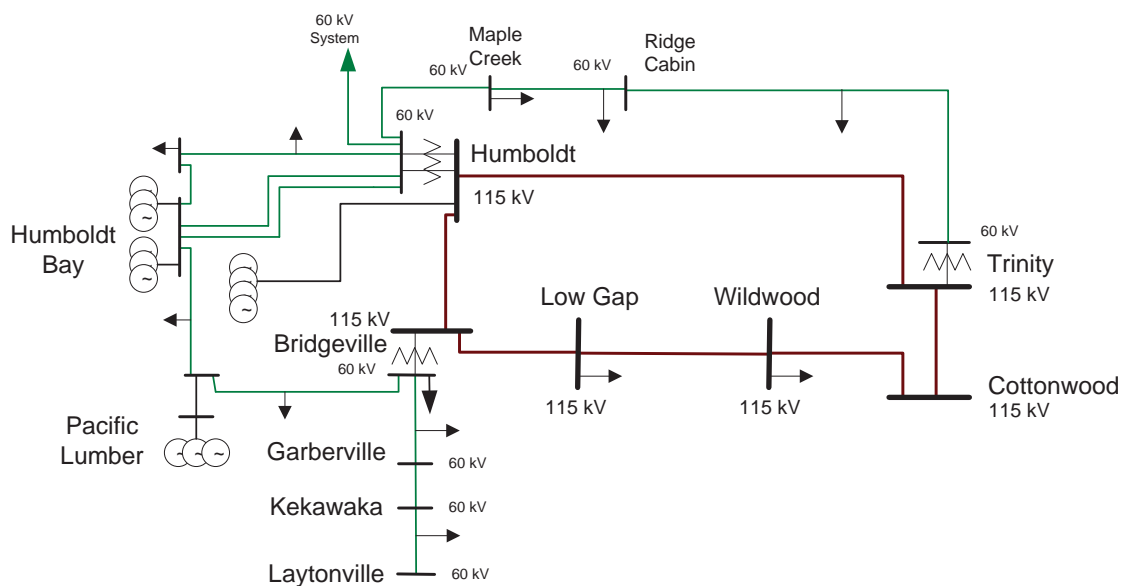 60 kV
System
Maple
Creek
Ridge
Cabin
60 kV
60 kV
60 kV
Humboldt
115 kV
Humboldt
Bay
~
~
~
60 kV
Trinity
115 kV
Low Gap
Wildwood
115 kV
Bridgeville
60 kV
115 kV
115 kV
Cottonwood
115 kV
Pacific
Lumber
~ ~ ~
Garberville
60 kV
Kekawaka
60 kV
Laytonville
60 kV